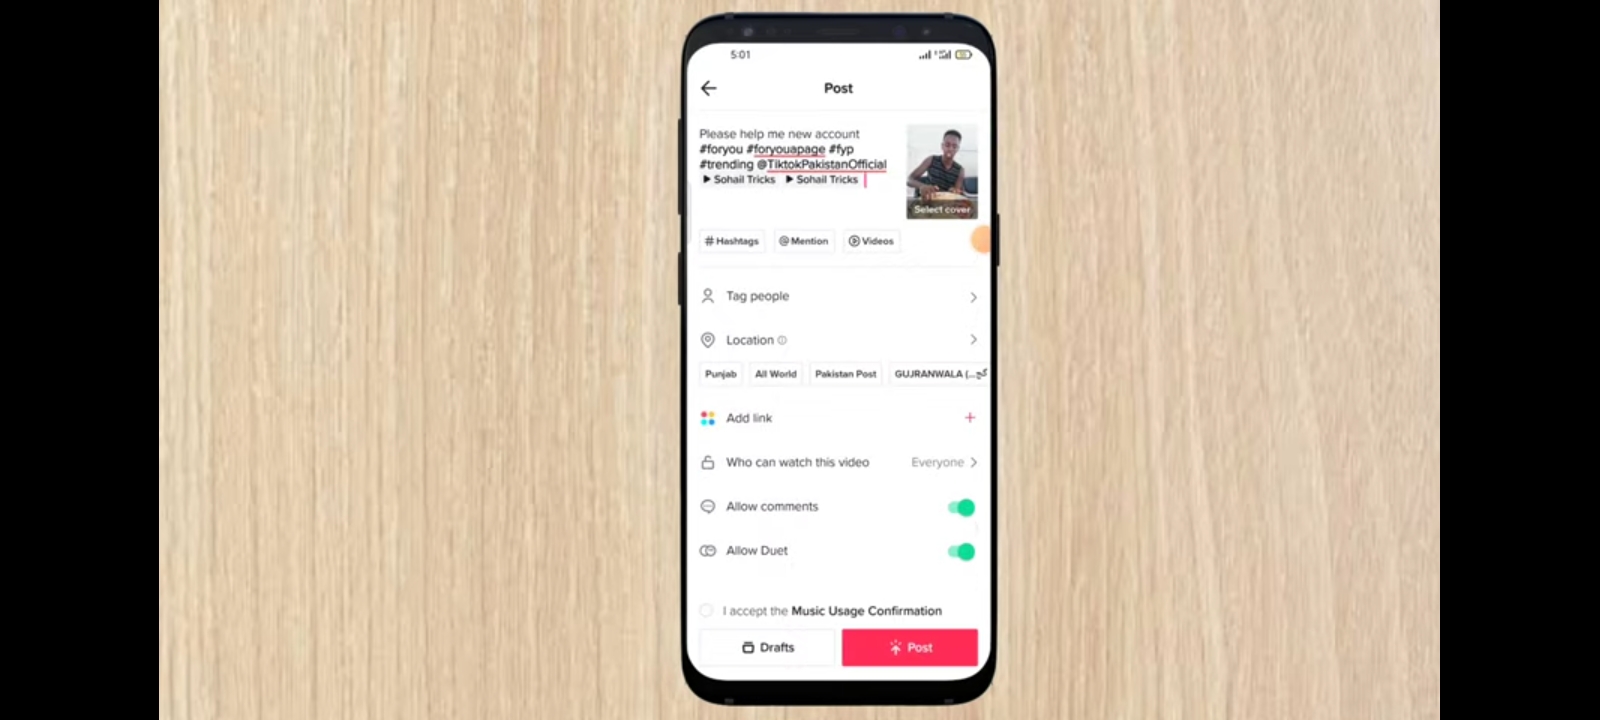 5:01
Post
Please help me new account
#foryou #foryouapage #fyp
#trending @TiktokPakistanOfficial
Sohail Tricks Sohail Tricks
Select cover
# Hashtags @ Mention Videos
Tag people
Location
Punjab All World Pakistan Post GUJRANWALA (...
Add link
Who can watch this video Everyone
Allow comments
Allow Duet
I accept the Music Usage Confirmation
Drafts Post